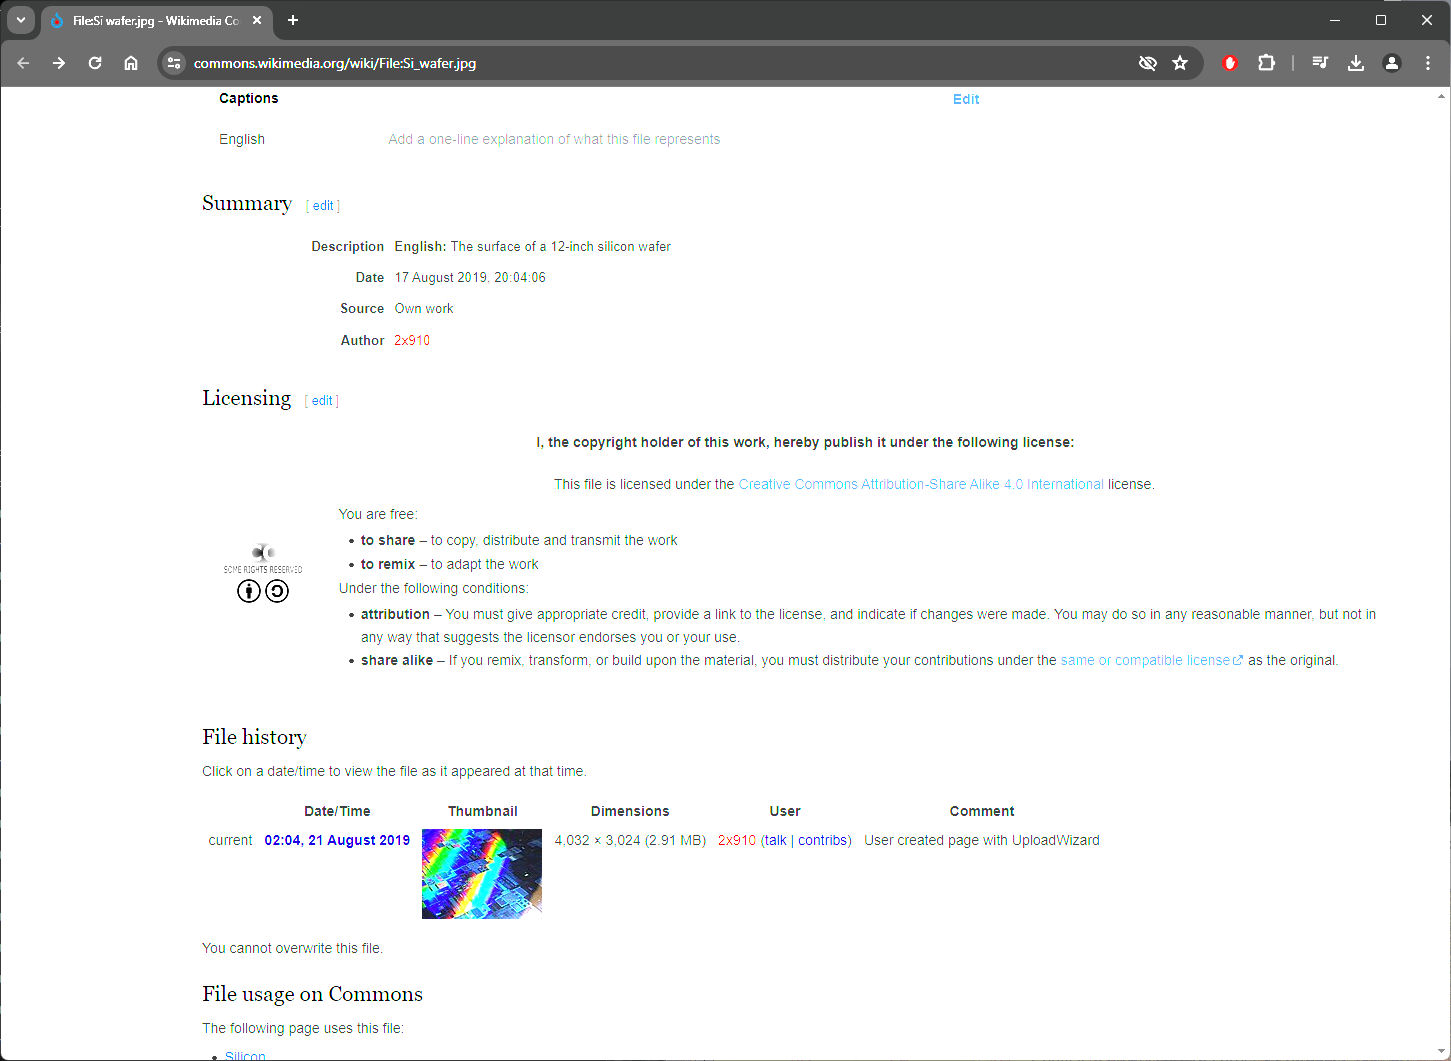 File:Si wafer.jpg - Wikimedia Co
commons.wikimedia.org/wiki/File:Si_wafer.jpg
Captions Edit
English Add a one-line explanation of what this file represents
Summary [ edit ]
Description English: The surface of a 12-inch silicon wafer
Date 17 August 2019, 20:04:06
Source Own work
Author 2x910
Licensing [ edit ]
I, the copyright holder of this work, hereby publish it under the following license:
This file is licensed under the Creative Commons Attribution-Share Alike 4.0 International license.
SOME RIGHTS RESERVED
You are free:
• to share – to copy, distribute and transmit the work
• to remix – to adapt the work
Under the following conditions:
• attribution – You must give appropriate credit, provide a link to the license, and indicate if changes were made. You may do so in any reasonable manner, but not in
any way that suggests the licensor endorses you or your use.
• share alike – If you remix, transform, or build upon the material, you must distribute your contributions under the same or compatible license as the original.
File history
Click on a date/time to view the file as it appeared at that time.
Date/Time Thumbnail Dimensions User Comment
current 02:04, 21 August 2019 4,032 × 3,024 (2.91 MB) 2x910 (talk | contribs) User created page with UploadWizard
You cannot overwrite this file.
File usage on Commons
The following page uses this file:
• Silicon